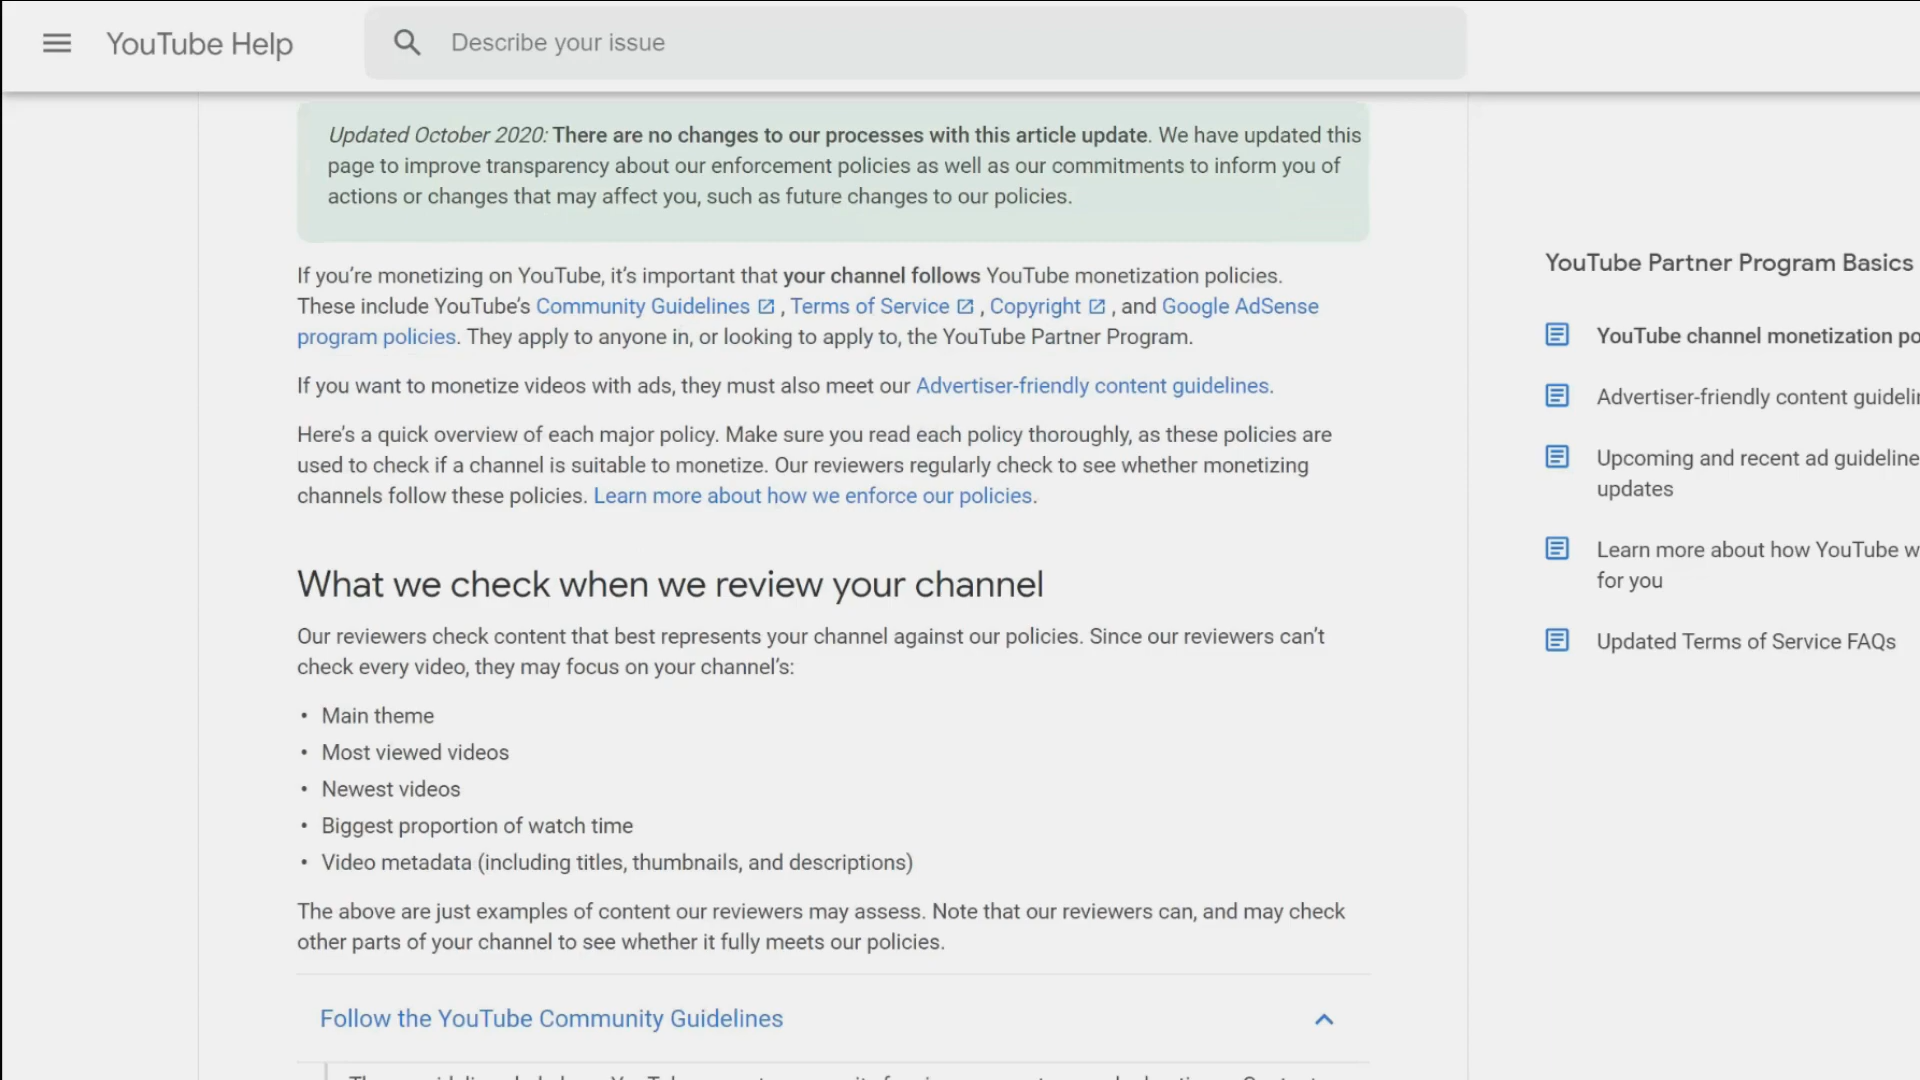 YouTube Help
Describe your issue
Updated October 2020: There are no changes to our processes with this article update. We have updated this
page to improve transparency about our enforcement policies as well as our commitments to inform you of
actions or changes that may affect you, such as future changes to our policies.
If you’re monetizing on YouTube, it’s important that your channel follows YouTube monetization policies.
These include YouTube’s Community Guidelines , Terms of Service , Copyright , and Google AdSense
program policies. They apply to anyone in, or looking to apply to, the YouTube Partner Program.
If you want to monetize videos with ads, they must also meet our Advertiser-friendly content guidelines.
Here’s a quick overview of each major policy. Make sure you read each policy thoroughly, as these policies are
used to check if a channel is suitable to monetize. Our reviewers regularly check to see whether monetizing
channels follow these policies. Learn more about how we enforce our policies.
What we check when we review your channel
Our reviewers check content that best represents your channel against our policies. Since our reviewers can’t
check every video, they may focus on your channel’s:
• Main theme
• Most viewed videos
• Newest videos
• Biggest proportion of watch time
• Video metadata (including titles, thumbnails, and descriptions)
The above are just examples of content our reviewers may assess. Note that our reviewers can, and may check
other parts of your channel to see whether it fully meets our policies.
Follow the YouTube Community Guidelines
YouTube Partner Program Basics
YouTube channel monetization po
Advertiser-friendly content guideli
Upcoming and recent ad guideline
updates
Learn more about how YouTube w
for you
Updated Terms of Service FAQs